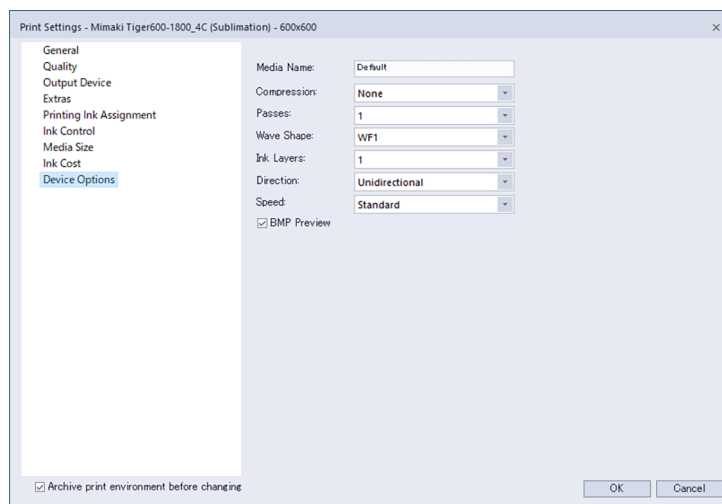 Print Settings - Mimaki Tiger600-1800_4C (Sublimation) - 600x600
General
Quality
Output Device
Extras
Printing Ink Assignment
Ink Control
Media Size
Ink Cost
Device Options
Media Name: Default
Compression: None
Passes: 1
Wave Shape: WF1
Ink Layers: 1
Direction: Unidirectional
Speed: Standard
BMP Preview
Archive print environment before changing
OK Cancel